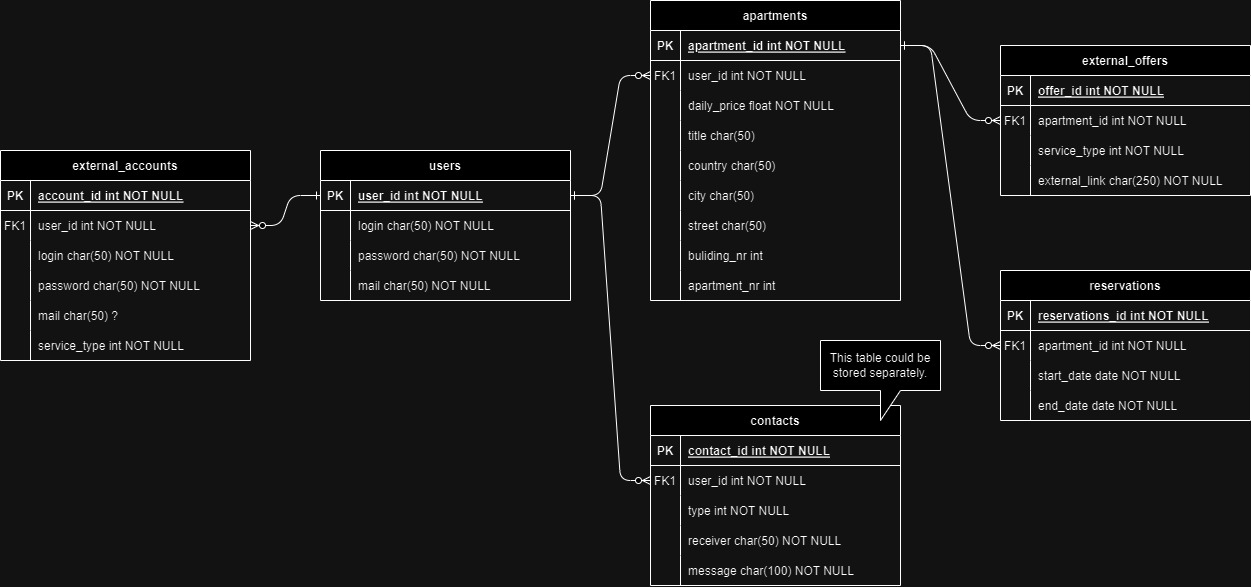 external_accounts
PK account_id int NOT NULL
FK1 user_id int NOT NULL
login char(50) NOT NULL
password char(50) NOT NULL
mail char(50) ?
service_type int NOT NULL
users
PK user_id int NOT NULL
login char(50) NOT NULL
password char(50) NOT NULL
mail char(50) NOT NULL
apartments
PK apartment_id int NOT NULL
FK1 user_id int NOT NULL
daily_price float NOT NULL
title char(50)
country char(50)
city char(50)
street char(50)
buliding_nr int
apartment_nr int
This table could be
stored separately.
contacts
PK contact_id int NOT NULL
FK1 user_id int NOT NULL
type int NOT NULL
receiver char(50) NOT NULL
message char(100) NOT NULL
external_offers
PK offer_id int NOT NULL
FK1 apartment_id int NOT NULL
service_type int NOT NULL
external_link char(250) NOT NULL
reservations
PK reservations_id int NOT NULL
FK1 apartment_id int NOT NULL
start_date date NOT NULL
end_date date NOT NULL